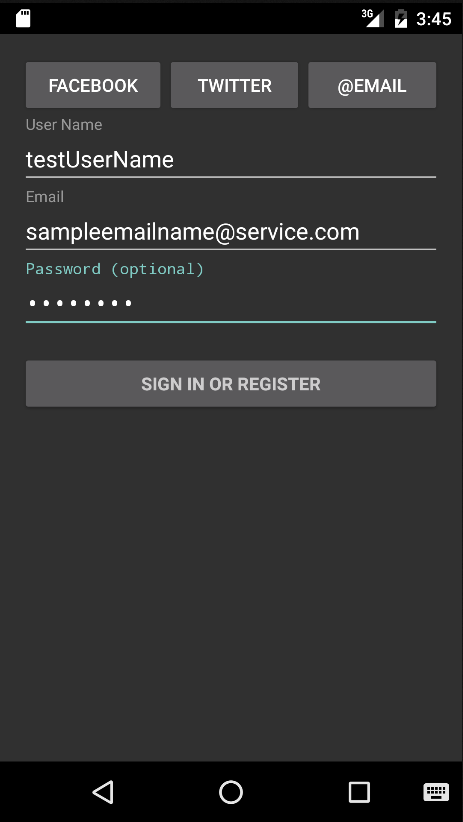 3G 3:45
FACEBOOK TWITTER @EMAIL
User Name
testUserName
Email
sampleemailname@service.com
Password (optional)
••••••••
SIGN IN OR REGISTER